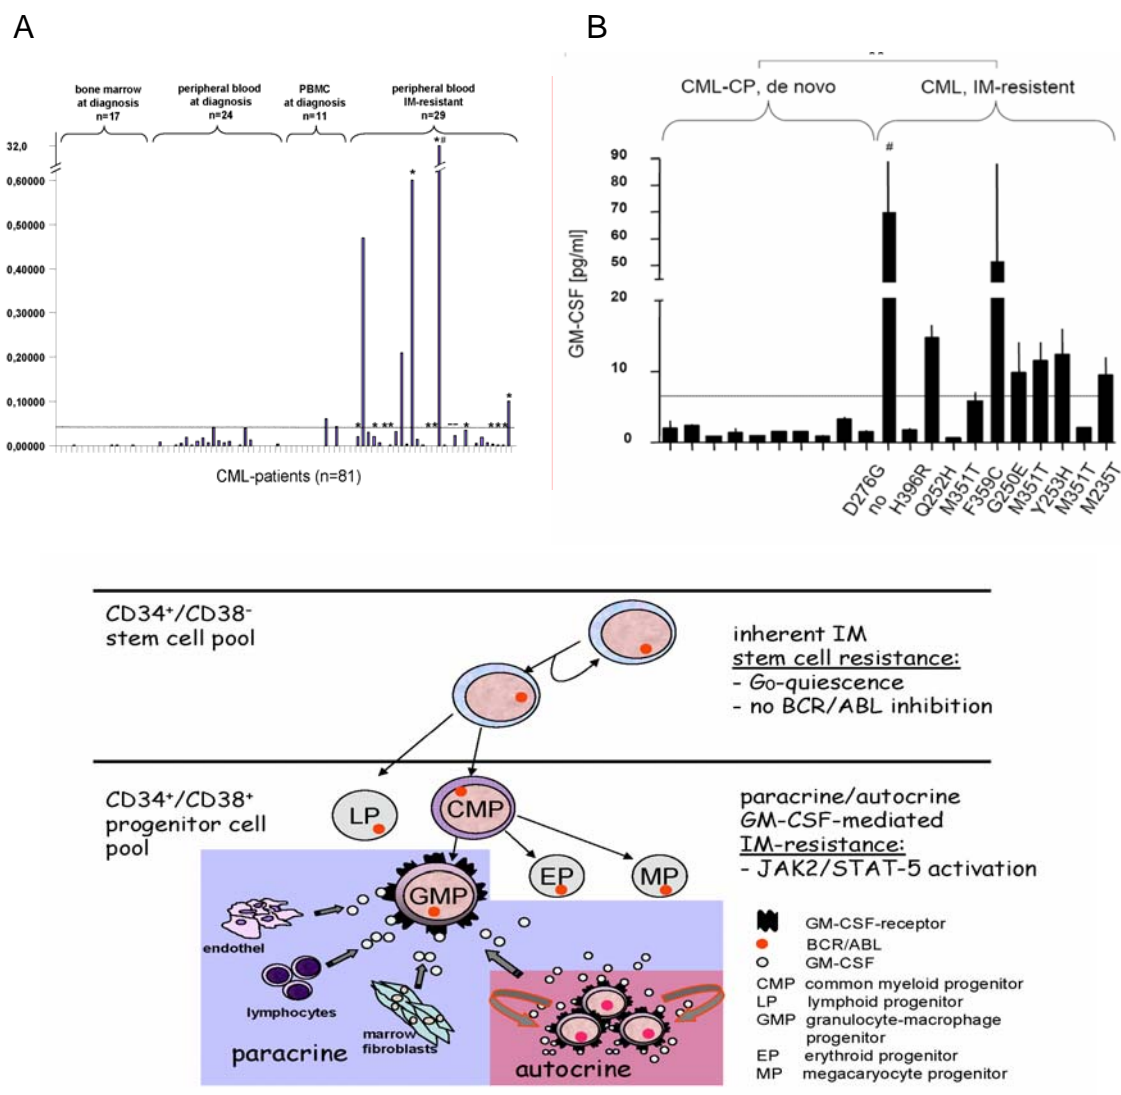 A
B
bone marrow
at diagnosis
n=17
peripheral blood
at diagnosis
n=24
PBMC
at diagnosis
n=11
peripheral blood
IM-resistant
n=29
32,0
0,60000
0,40000
0,30000
0,20000
0,10000
0,00000
*#
*
*
*
**
**
*
***
*
CML-patients (n=81)
CML-CP, de novo
CML, IM-resistent
#
GM-CSF [pg/ml]
90
80
70
60
50
20
10
0
D276G
no
H396R
Q252H
M351T
F359C
G250E
M351T
Y253H
M351T
M235T
CD34+/CD38-
stem cell pool
inherent IM
stem cell resistance:
- G0-quiescence
- no BCR/ABL inhibition
CD34+/CD38+
progenitor cell
pool
LP
CMP
GMP
EP
MP
paracrine/autocrine
GM-CSF-mediated
IM-resistance:
- JAK2/STAT-5 activation
endothel
lymphocytes
marrow
fibroblasts
paracrine
autocrine
GM-CSF-receptor
BCR/ABL
GM-CSF
CMP common myeloid progenitor
LP lymphoid progenitor
GMP granulocyte-macrophage
progenitor
EP erythroid progenitor
MP megacaryocyte progenitor